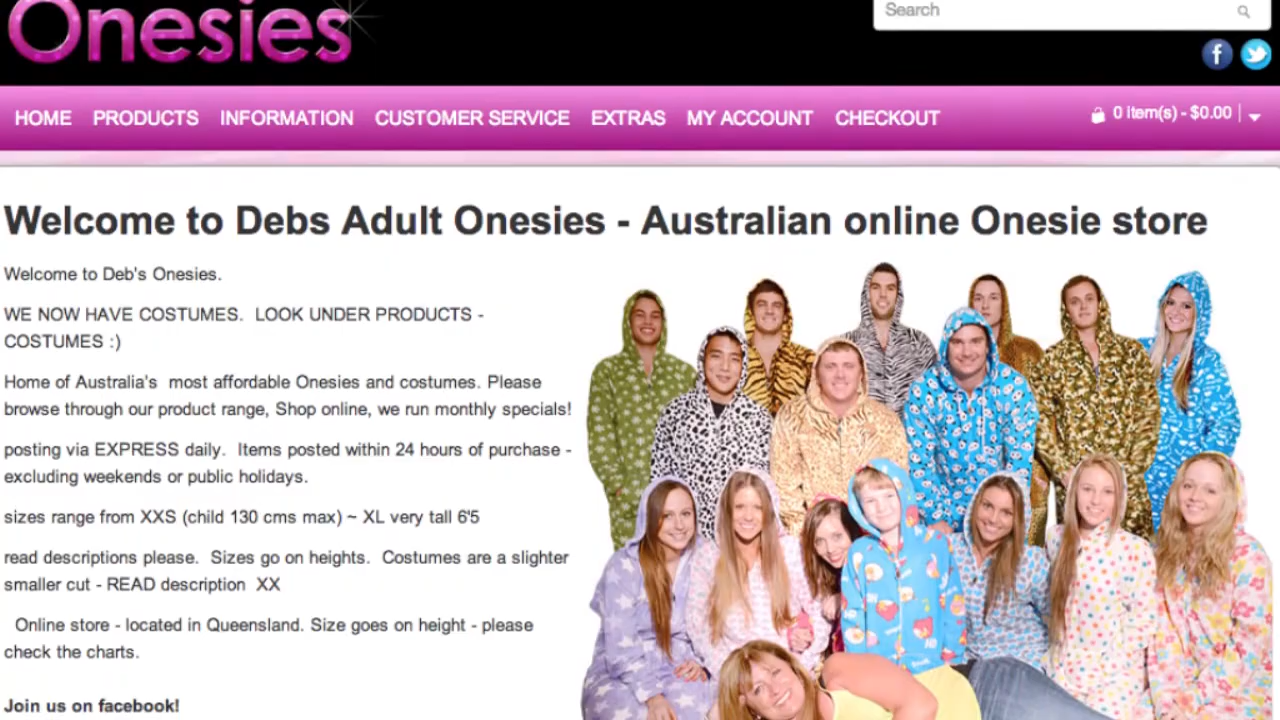 Onesies
Search
HOME PRODUCTS INFORMATION CUSTOMER SERVICE EXTRAS MY ACCOUNT CHECKOUT
0 item(s) - $0.00
Welcome to Debs Adult Onesies - Australian online Onesie store
Welcome to Deb's Onesies.
WE NOW HAVE COSTUMES. LOOK UNDER PRODUCTS -
COSTUMES :)
Home of Australia's most affordable Onesies and costumes. Please
browse through our product range, Shop online, we run monthly specials!
posting via EXPRESS daily. Items posted within 24 hours of purchase -
excluding weekends or public holidays.
sizes range from XXS (child 130 cms max) ~ XL very tall 6'5
read descriptions please. Sizes go on heights. Costumes are a slighter
smaller cut - READ description XX
Online store - located in Queensland. Size goes on height - please
check the charts.
Join us on facebook!